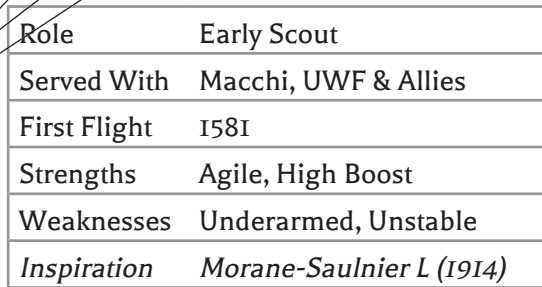 Role Early Scout
Served With Macchi, UWF & Allies
First Flight 1581
Strengths Agile, High Boost
Weaknesses Underarmed, Unstable
Inspiration Morane-Saulnier L (1914)